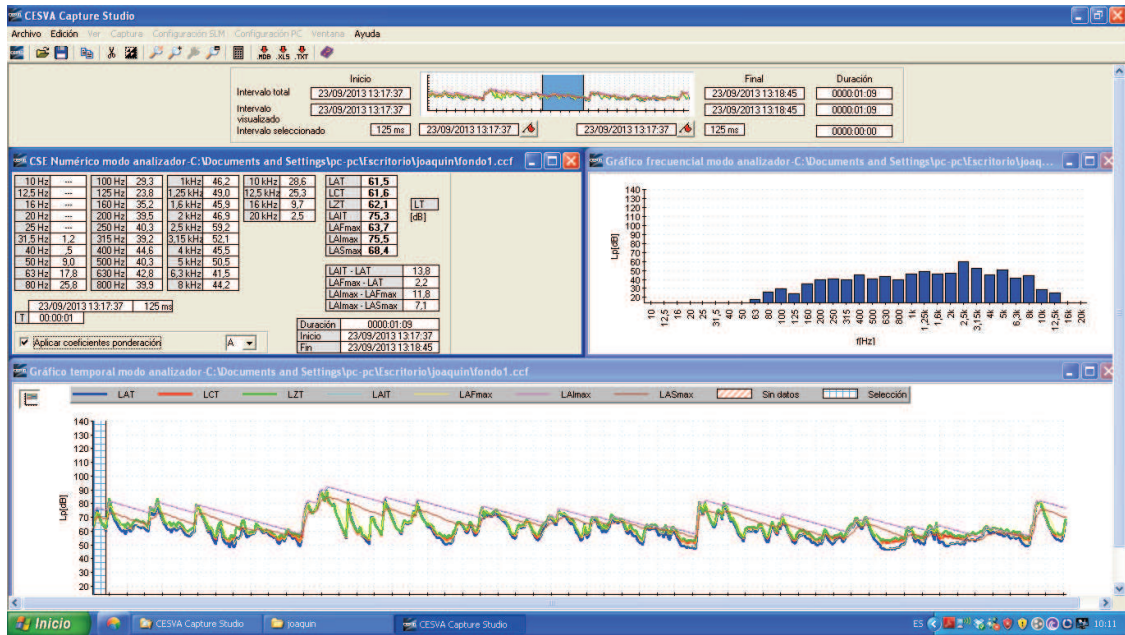 CESVA Capture Studio
Archivo Edición Ver Captura Configuración SLM Configuración PC Ventana Ayuda
.MDB .XLS .TXT
Inicio Final Duración
Intervalo total 23/09/2013 13:17:37 23/09/2013 13:18:45 0000:01:09
Intervalo visualizado 23/09/2013 13:17:37 23/09/2013 13:18:45 0000:01:09
Intervalo seleccionado 125 ms 23/09/2013 13:17:37 23/09/2013 13:17:37 125 ms 0000:00:00
CSE Numérico modo analizador-C:\Documents and Settings\pc-pc\Escritorio\joaquin\fondo1.ccf
10 Hz --- 100 Hz 29,3 1kHz 46,2 10 kHz 28,6 LAT 61,5
12,5 Hz --- 125 Hz 23,8 1,25 kHz 49,0 12,5 kHz 25,3 LCT 61,6
16 Hz --- 160 Hz 35,2 1,6 kHz 45,9 16 kHz 9,7 LZT 62,1 LT
20 Hz --- 200 Hz 39,5 2 kHz 46,9 20 kHz 2,5 LAIT 75,3 [dB]
25 Hz --- 250 Hz 40,3 2,5 kHz 59,2 LAFmax 63,7
31,5 Hz 1,2 315 Hz 39,2 3,15 kHz 52,1 LAImax 75,5
40 Hz ,5 400 Hz 44,6 4 kHz 45,5 LASmax 68,4
50 Hz 9,0 500 Hz 40,3 5 kHz 50,5
63 Hz 17,8 630 Hz 42,8 6,3 kHz 41,5 LAIT - LAT 13,8
80 Hz 25,8 800 Hz 39,9 8 kHz 44,2 LAFmax - LAT 2,2
LAImax - LAFmax 11,8
LAImax - LASmax 7,1
23/09/2013 13:17:37 125 ms
T 00:00:01
Duración 0000:01:09
Inicio 23/09/2013 13:17:37
Fin 23/09/2013 13:18:45
Aplicar coeficientes ponderación A
Gráfico frecuencial modo analizador-C:\Documents and Settings\pc-pc\Escritorio\joaq...
Lp[dB]
140
130
120
110
100
90
80
70
60
50
40
30
20
10 12,5 16 20 25 31,5 40 50 63 80 100 125 160 200 250 315 400 500 630 800 1k 1,25k 1,6k 2k 2,5k 3,15k 4k 5k 6,3k 8k 10k 12,5k 16k 20k
f[Hz]
Gráfico temporal modo analizador-C:\Documents and Settings\pc-pc\Escritorio\joaquin\fondo1.ccf
LAT LCT LZT LAIT LAFmax LAImax LASmax Sin datos Selección
Lp[dB]
140
130
120
110
100
90
80
70
60
50
40
30
20
Inicio CESVA Capture Studio joaquin CESVA Capture Studio ES 10:11